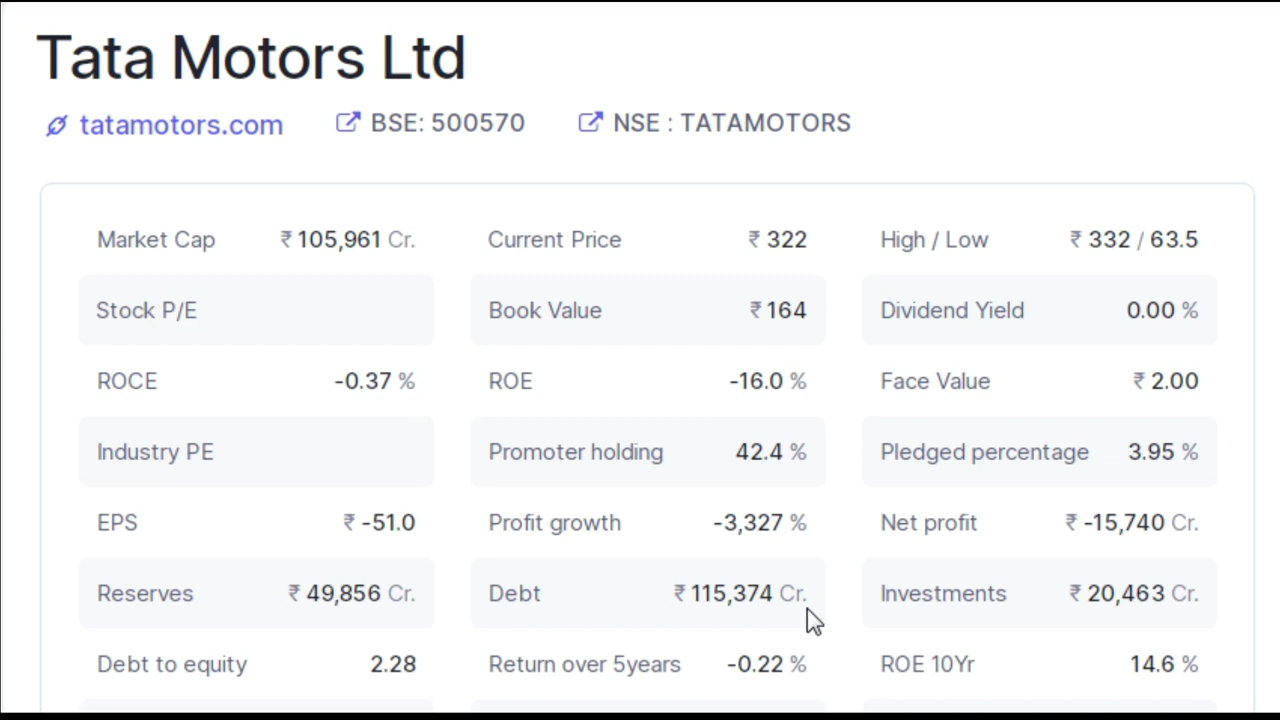 Tata Motors Ltd
tatamotors.com BSE: 500570 NSE : TATAMOTORS
Market Cap ₹ 105,961 Cr. Current Price ₹ 322 High / Low ₹ 332 / 63.5
Stock P/E Book Value ₹ 164 Dividend Yield 0.00 %
ROCE -0.37 % ROE -16.0 % Face Value ₹ 2.00
Industry PE Promoter holding 42.4 % Pledged percentage 3.95 %
EPS ₹ -51.0 Profit growth -3,327 % Net profit ₹ -15,740 Cr.
Reserves ₹ 49,856 Cr. Debt ₹ 115,374 Cr. Investments ₹ 20,463 Cr.
Debt to equity 2.28 Return over 5years -0.22 % ROE 10Yr 14.6 %